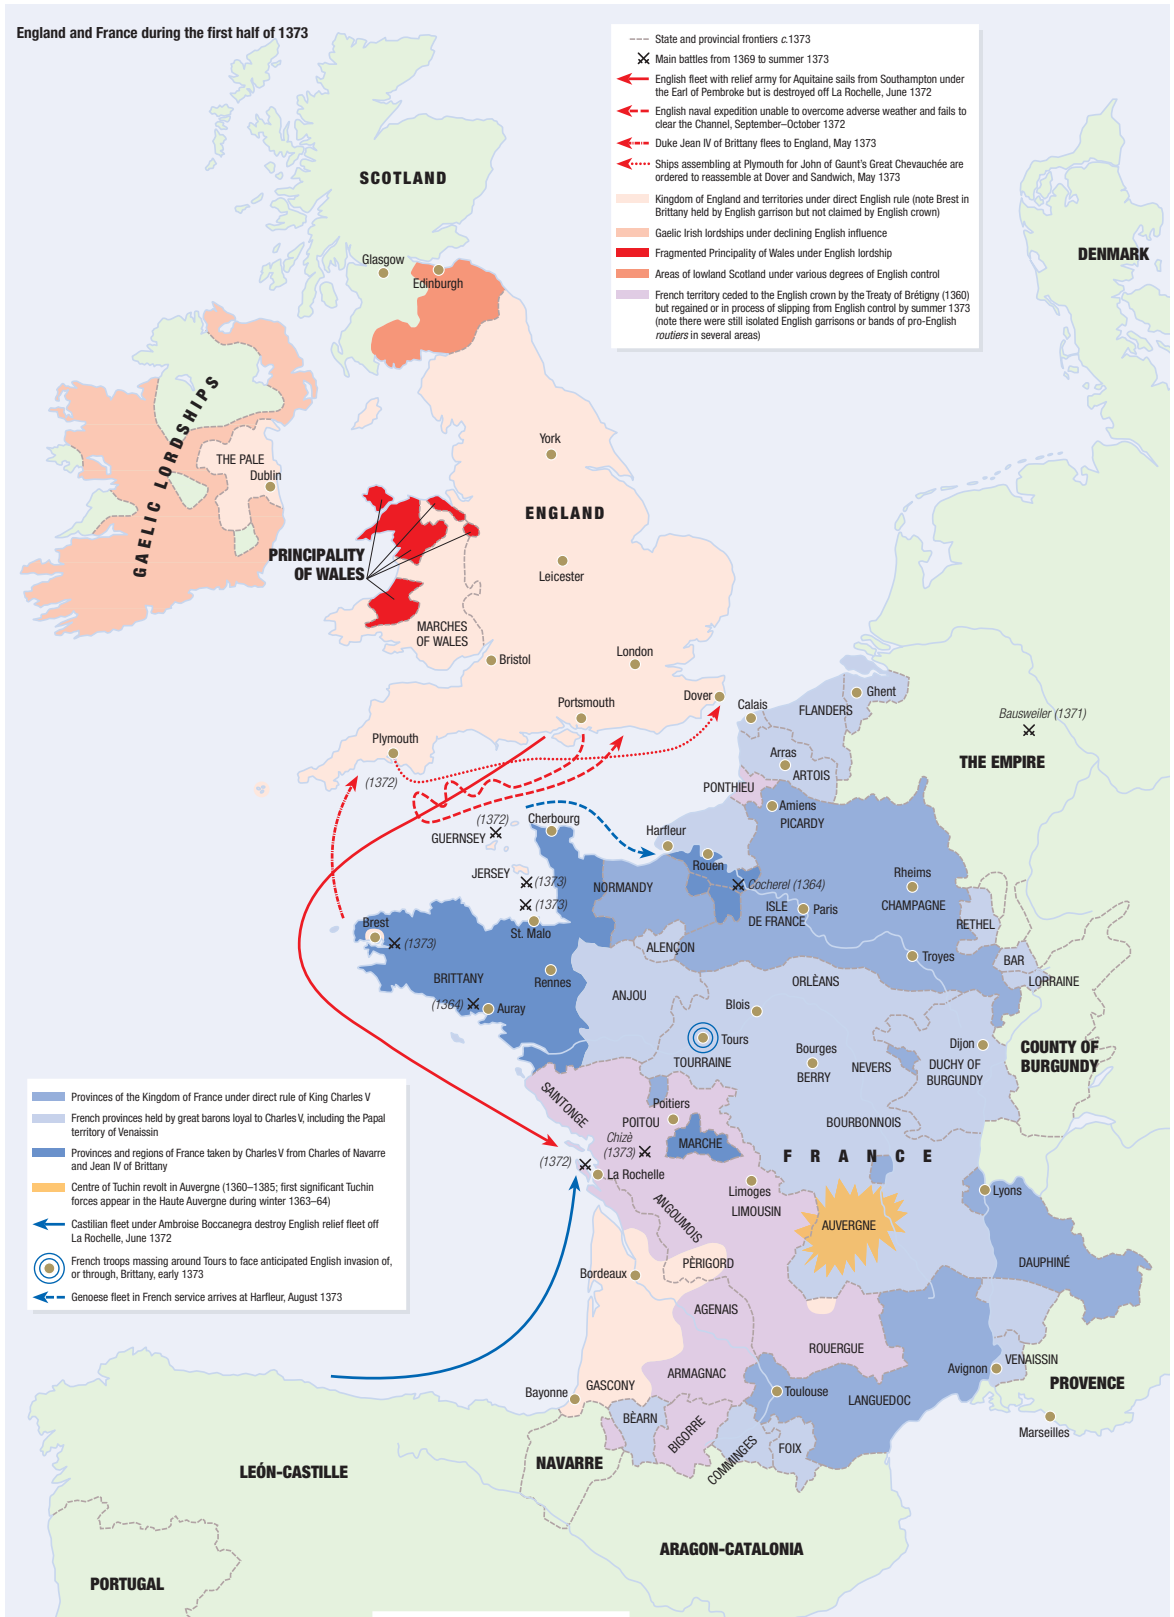 England and France during the first half of 1373
State and provincial frontiers c.1373
Main battles from 1369 to summer 1373
English fleet with relief army for Aquitaine sails from Southampton under
the Earl of Pembroke but is destroyed off La Rochelle, June 1372
English naval expedition unable to overcome adverse weather and fails to
clear the Channel, September–October 1372
Duke Jean IV of Brittany flees to England, May 1373
Ships assembling at Plymouth for John of Gaunt's Great Chevauchée are
ordered to reassemble at Dover and Sandwich, May 1373
Kingdom of England and territories under direct English rule (note Brest in
Brittany held by English garrison but not claimed by English crown)
Gaelic Irish lordships under declining English influence
Fragmented Principality of Wales under English lordship
Areas of lowland Scotland under various degrees of English control
French territory ceded to the English crown by the Treaty of Brétigny (1360)
but regained or in process of slipping from English control by summer 1373
(note there were still isolated English garrisons or bands of pro-English
routiers in several areas)
SCOTLAND
DENMARK
Glasgow
Edinburgh
GAELIC LORDSHIPS
THE PALE
Dublin
York
ENGLAND
PRINCIPALITY
OF WALES
Leicester
MARCHES
OF WALES
Bristol
London
Portsmouth
Dover
Plymouth
(1372)
Calais
FLANDERS
Ghent
Bausweiler (1371)
THE EMPIRE
Arras
ARTOIS
PONTHIEU
Amiens
PICARDY
(1372)
GUERNSEY
Cherbourg
Harfleur
Rouen
JERSEY
(1373)
(1373)
NORMANDY
Cocherel (1364)
Rheims
CHAMPAGNE
ISLE
DE FRANCE
Paris
RETHEL
Brest
(1373)
St. Malo
ALENÇON
Troyes
BAR
LORRAINE
BRITTANY
Rennes
(1364)
Auray
ANJOU
ORLÈANS
Blois
Tours
TOURRAINE
Bourges
BERRY
NEVERS
Dijon
DUCHY OF
BURGUNDY
COUNTY OF
BURGUNDY
BOURBONNOIS
SAINTONGE
Poitiers
POITOU
Chizè
(1373)
MARCHE
FRANCE
(1372)
La Rochelle
Limoges
LIMOUSIN
ANGOUMOIS
AUVERGNE
Lyons
DAUPHINÉ
PÈRIGORD
Bordeaux
AGENAIS
ROUERGUE
ARMAGNAC
GASCONY
Bayonne
BÈARN
BIGORRE
COMMINGES
FOIX
Toulouse
LANGUEDOC
Avignon
VENAISSIN
PROVENCE
Marseilles
Provinces of the Kingdom of France under direct rule of King Charles V
French provinces held by great barons loyal to Charles V, including the Papal
territory of Venaissin
Provinces and regions of France taken by Charles V from Charles of Navarre
and Jean IV of Brittany
Centre of Tuchin revolt in Auvergne (1360–1385; first significant Tuchin
forces appear in the Haute Auvergne during winter 1363–64)
Castilian fleet under Ambroise Boccanegra destroy English relief fleet off
La Rochelle, June 1372
French troops massing around Tours to face anticipated English invasion of,
or through, Brittany, early 1373
Genoese fleet in French service arrives at Harfleur, August 1373
NAVARRE
LEÓN-CASTILLE
ARAGON-CATALONIA
PORTUGAL